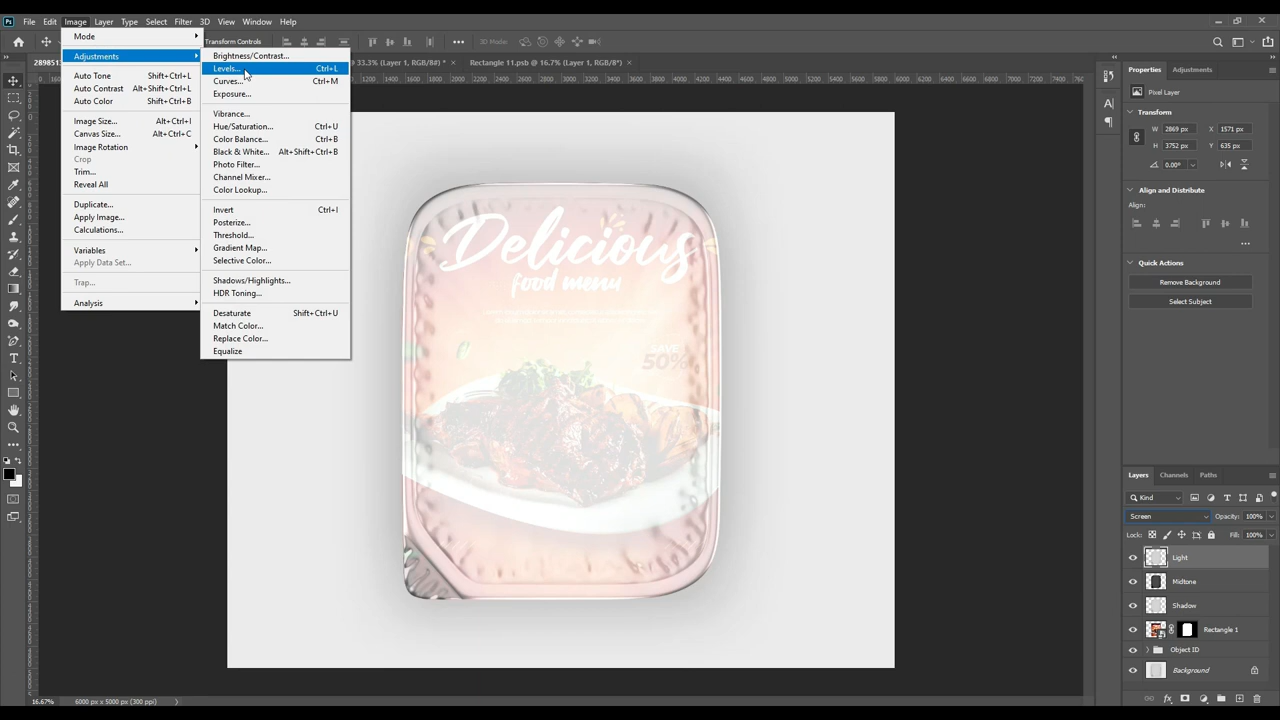 Ps File Edit Image Layer Type Select Filter 3D View Window Help
Transform Controls 3D Mode:
33.3% (Layer 1, RGB/8#) * × Rectangle 11.psb @ 16.7% (Layer 1, RGB/8*) ×
Mode
Adjustments
Auto Tone Shift+Ctrl+L
Auto Contrast Alt+Shift+Ctrl+L
Auto Color Shift+Ctrl+B
Image Size... Alt+Ctrl+I
Canvas Size... Alt+Ctrl+C
Image Rotation
Crop
Trim...
Reveal All
Duplicate...
Apply Image...
Calculations...
Variables
Apply Data Set...
Trap...
Analysis
Brightness/Contrast...
Levels... Ctrl+L
Curves... Ctrl+M
Exposure...
Vibrance...
Hue/Saturation... Ctrl+U
Color Balance... Ctrl+B
Black & White... Alt+Shift+Ctrl+B
Photo Filter...
Channel Mixer...
Color Lookup...
Invert Ctrl+I
Posterize...
Threshold...
Gradient Map...
Selective Color...
Shadows/Highlights...
HDR Toning...
Desaturate Shift+Ctrl+U
Match Color...
Replace Color...
Equalize
Delicious
food menu
SAVE
50%
Properties Adjustments
Pixel Layer
Transform
W 2869 px X 1571 px
H 3752 px Y 635 px
0.00°
Align and Distribute
Align:
Quick Actions
Remove Background
Select Subject
Layers Channels Paths
Kind
Screen Opacity: 100%
Lock: Fill: 100%
Light
Midtone
Shadow
Rectangle 1
Object ID
Background
16.67% 6000 px x 5000 px (300 ppi)